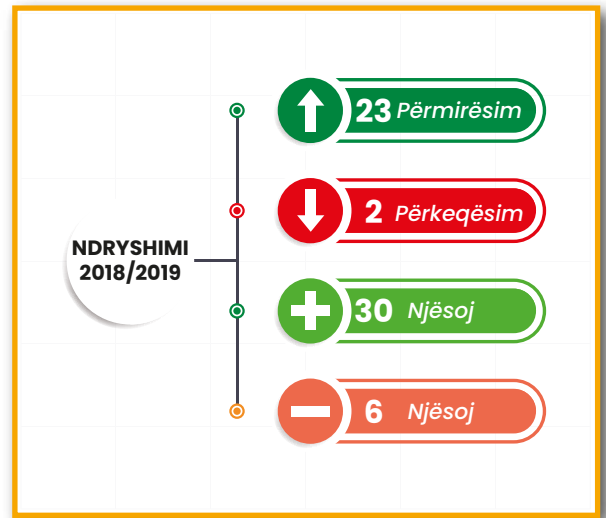 NDRYSHIMI
2018/2019
23 Përmirësim
2 Përkeqësim
30 Njësoj
6 Njësoj